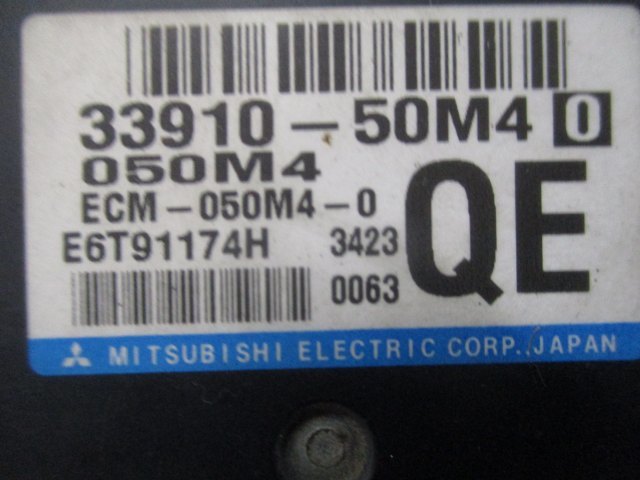 33910-50M4 0
050M4
ECM-050M4-0
E6T91174H 3423
0063
QE
MITSUBISHI ELECTRIC CORP., JAPAN